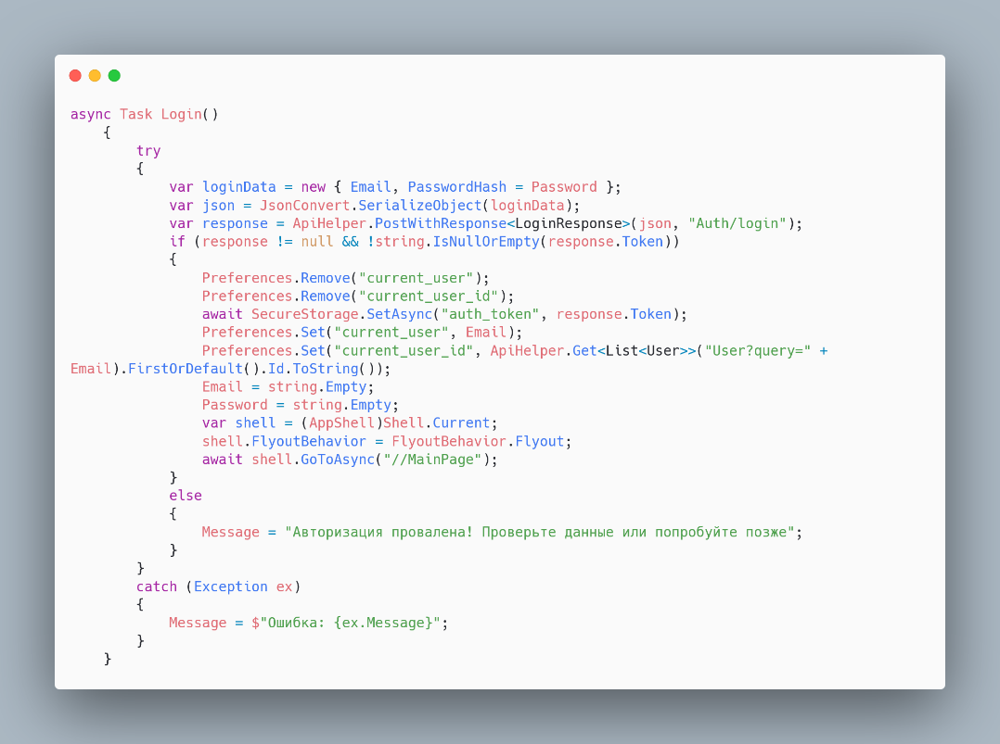 async Task Login()
    {
        try
        {
            var loginData = new { Email, PasswordHash = Password };
            var json = JsonConvert.SerializeObject(loginData);
            var response = ApiHelper.PostWithResponse<LoginResponse>(json, "Auth/login");
            if (response != null && !string.IsNullOrEmpty(response.Token))
            {
                Preferences.Remove("current_user");
                Preferences.Remove("current_user_id");
                await SecureStorage.SetAsync("auth_token", response.Token);
                Preferences.Set("current_user", Email);
                Preferences.Set("current_user_id", ApiHelper.Get<List<User>>("User?query=" +
Email).FirstOrDefault().Id.ToString());
                Email = string.Empty;
                Password = string.Empty;
                var shell = (AppShell)Shell.Current;
                shell.FlyoutBehavior = FlyoutBehavior.Flyout;
                await shell.GoToAsync("//MainPage");
            }
            else
            {
                Message = "Авторизация провалена! Проверьте данные или попробуйте позже";
            }
        }
        catch (Exception ex)
        {
            Message = $"Ошибка: {ex.Message}";
        }
    }